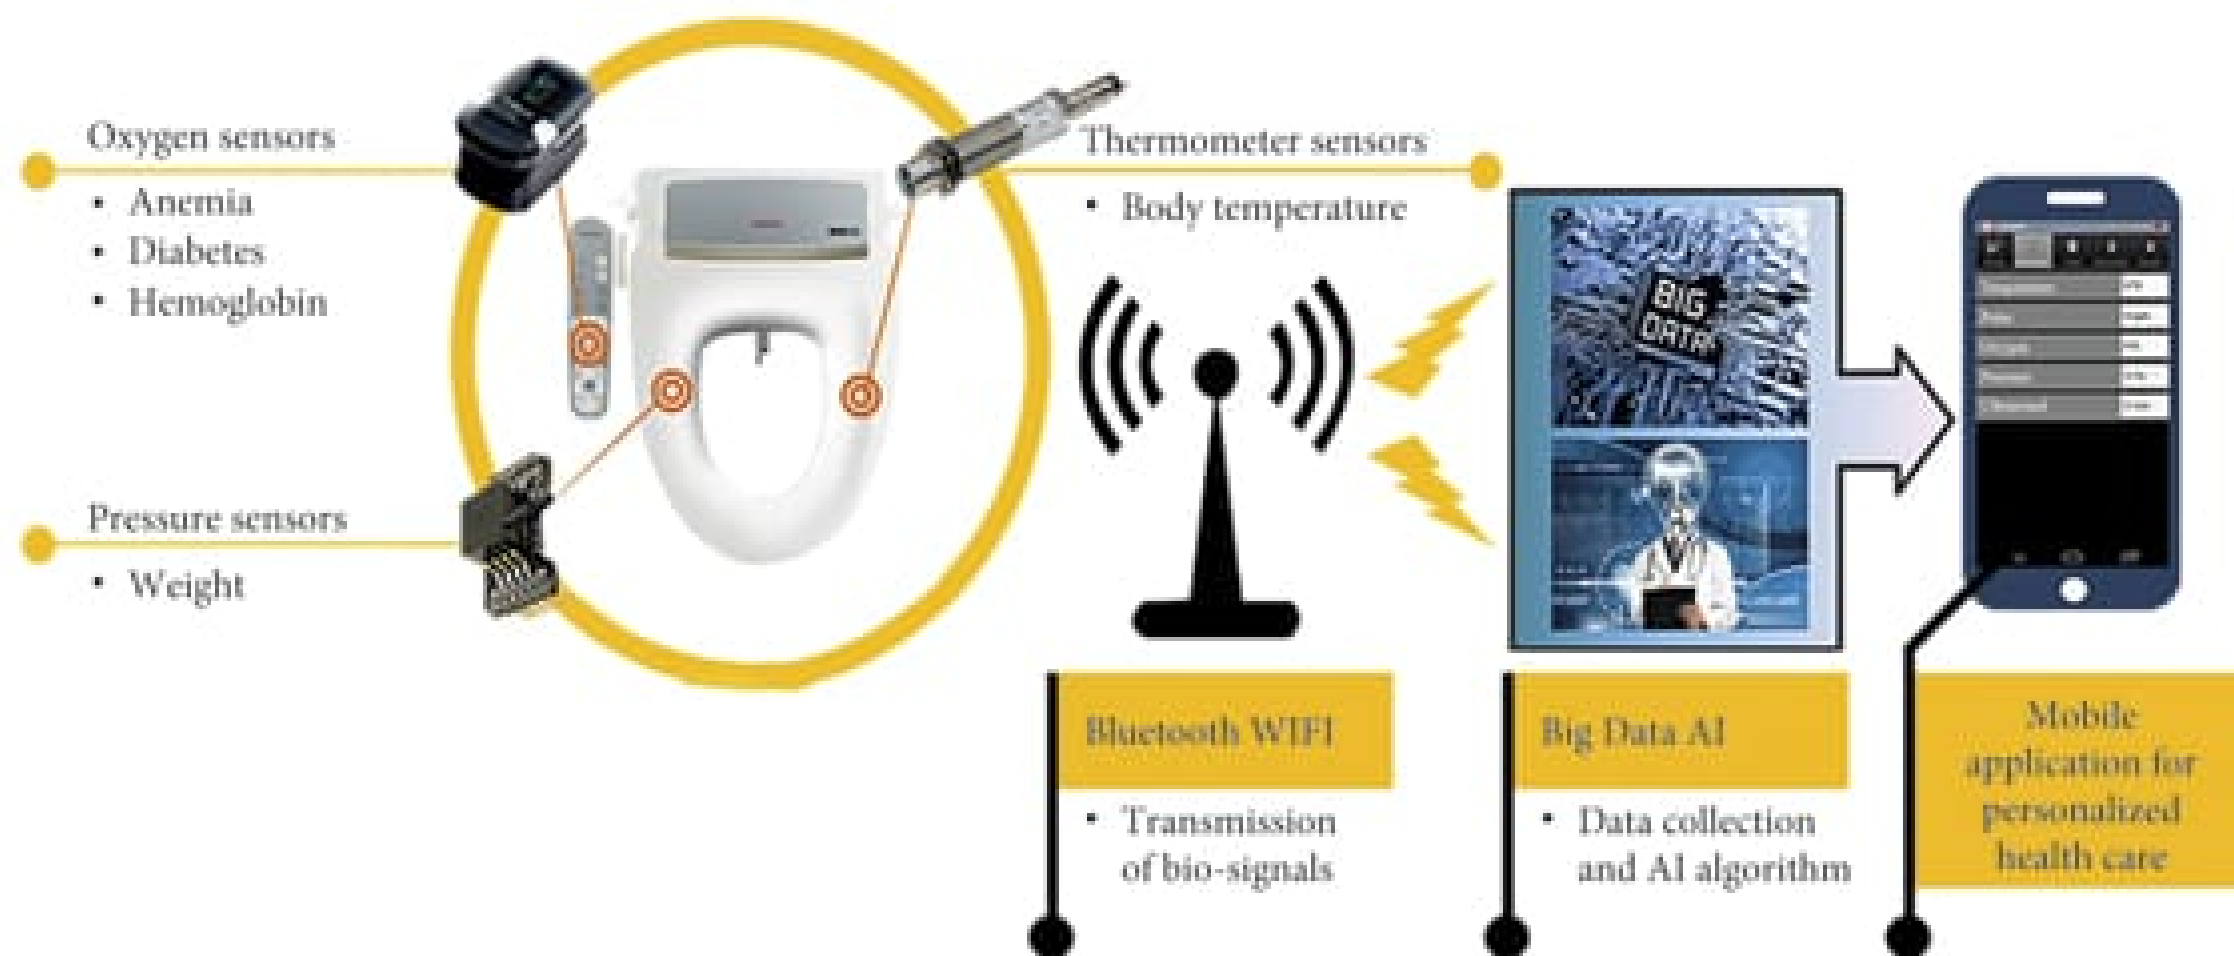 Oxygen sensors
• Anemia
• Diabetes
• Hemoglobin
Pressure sensors
• Weight
Thermometer sensors
• Body temperature
BIG
DATA
Bluetooth WIFI
• Transmission
of bio-signals
Big Data AI
• Data collection
and AI algorithm
Mobile
application for
personalized
health care